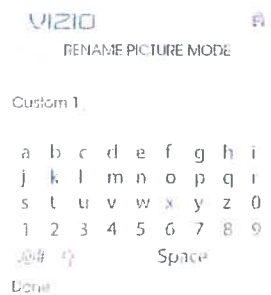 VIZIO
RENAME PICTURE MODE
Custom 1
a b c d e f g h i
j k l m n o p q r
s t u v w x y z 0
1 2 3 4 5 6 7 8 9
.@# Space
Done